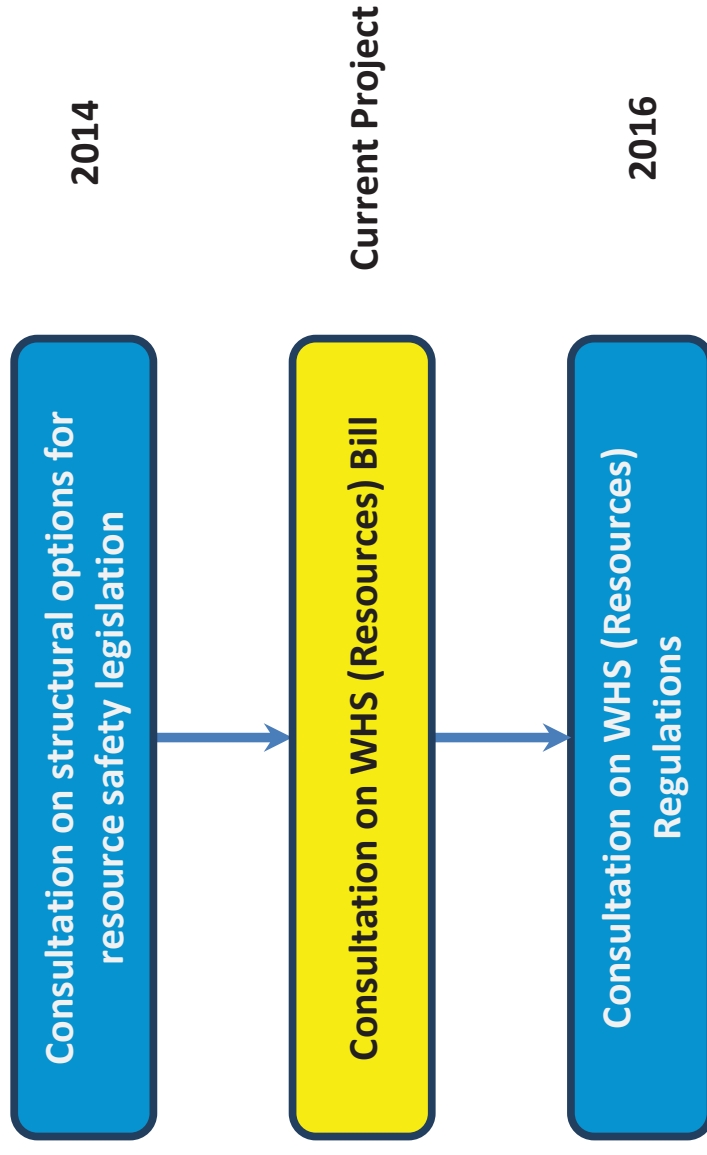 Consultation on structural options for
resource safety legislation
2014
Consultation on WHS (Resources) Bill
Current Project
Consultation on WHS (Resources)
Regulations
2016